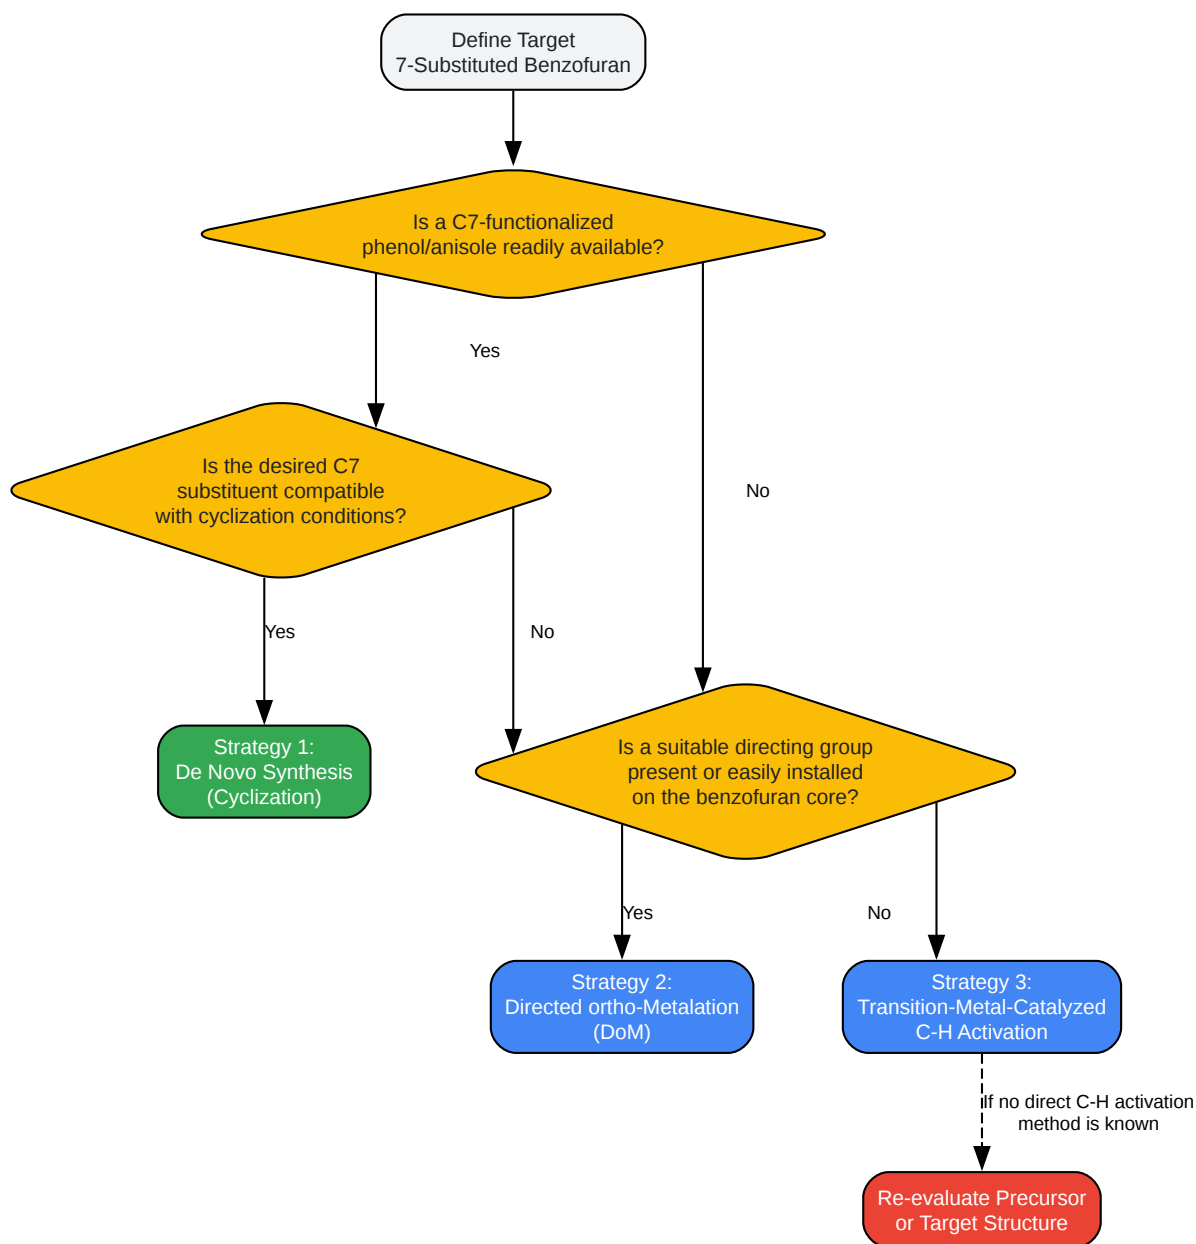 Define Target
7-Substituted Benzofuran
Is a C7-functionalized
phenol/anisole readily available?
Yes
Is the desired C7
substituent compatible
with cyclization conditions?
No
Yes
No
Strategy 1:
De Novo Synthesis
(Cyclization)
Is a suitable directing group
present or easily installed
on the benzofuran core?
Yes
No
Strategy 2:
Directed ortho-Metalation
(DoM)
Strategy 3:
Transition-Metal-Catalyzed
C-H Activation
If no direct C-H activation
method is known
Re-evaluate Precursor
or Target Structure